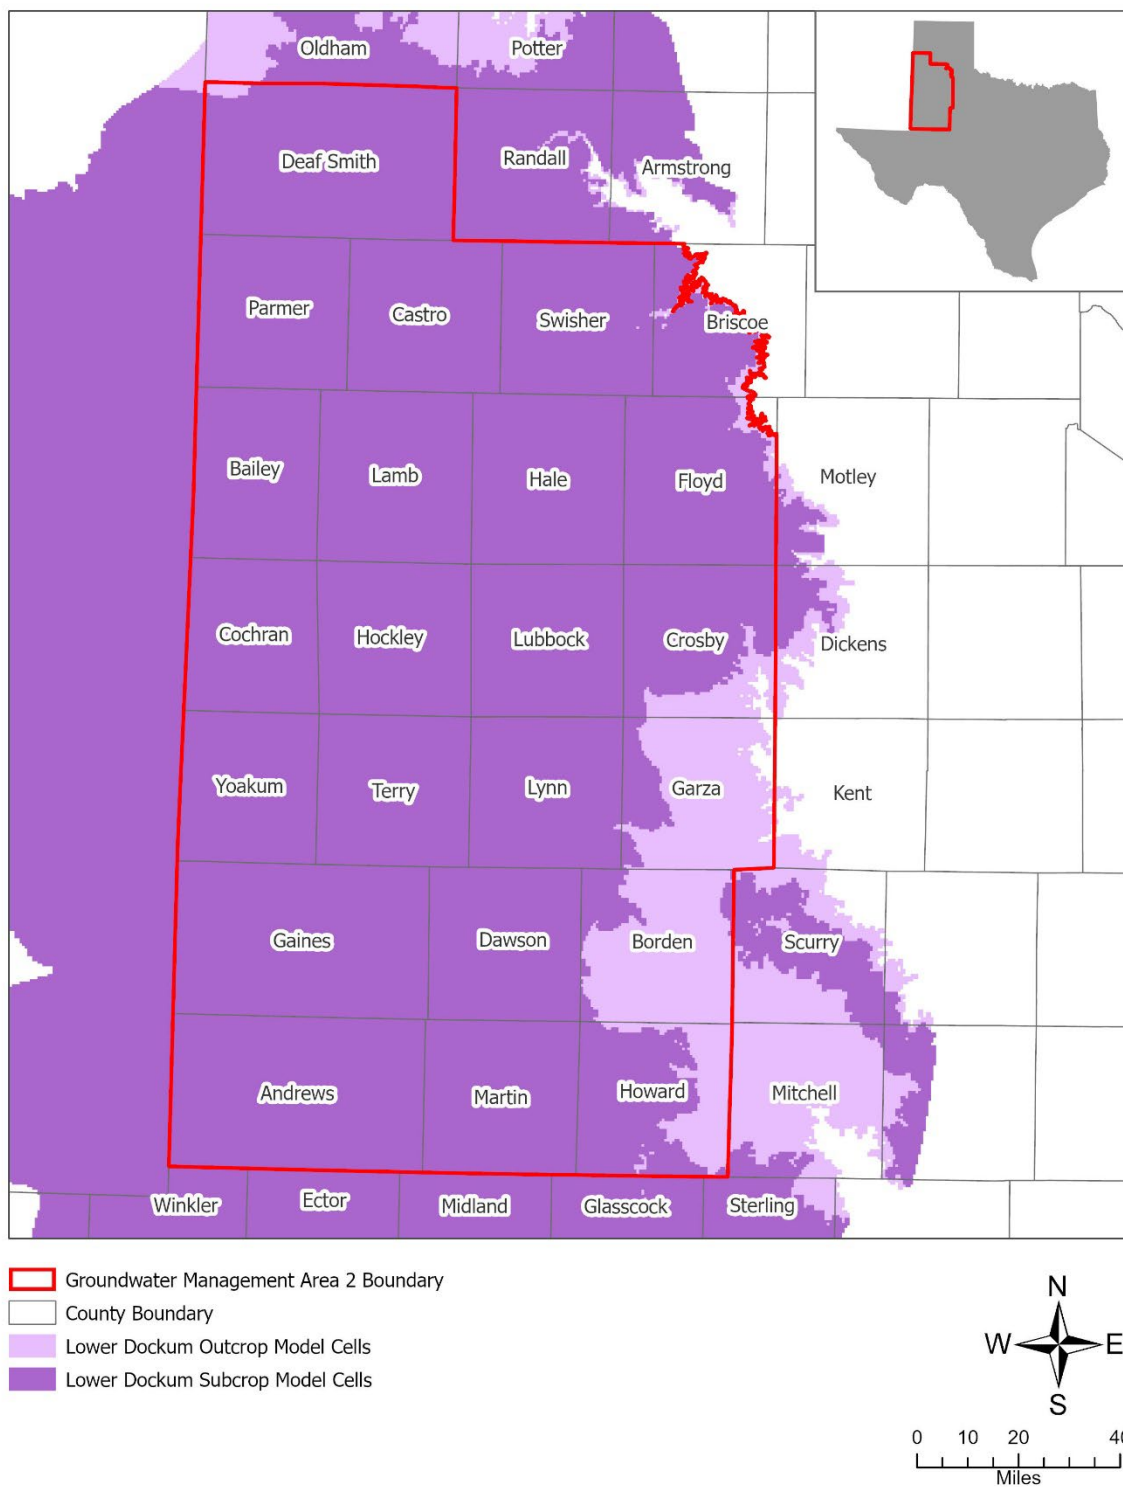 Oldham Potter
Deaf Smith Randall Armstrong
Parmer Castro Swisher Briscoe
Bailey Lamb Hale Floyd Motley
Cochran Hockley Lubbock Crosby Dickens
Yoakum Terry Lynn Garza Kent
Gaines Dawson Borden Scurry
Andrews Martin Howard Mitchell
Winkler Ector Midland Glasscock Sterling
Groundwater Management Area 2 Boundary
County Boundary
Lower Dockum Outcrop Model Cells
Lower Dockum Subcrop Model Cells
N
W E
S
0 10 20 40
Miles